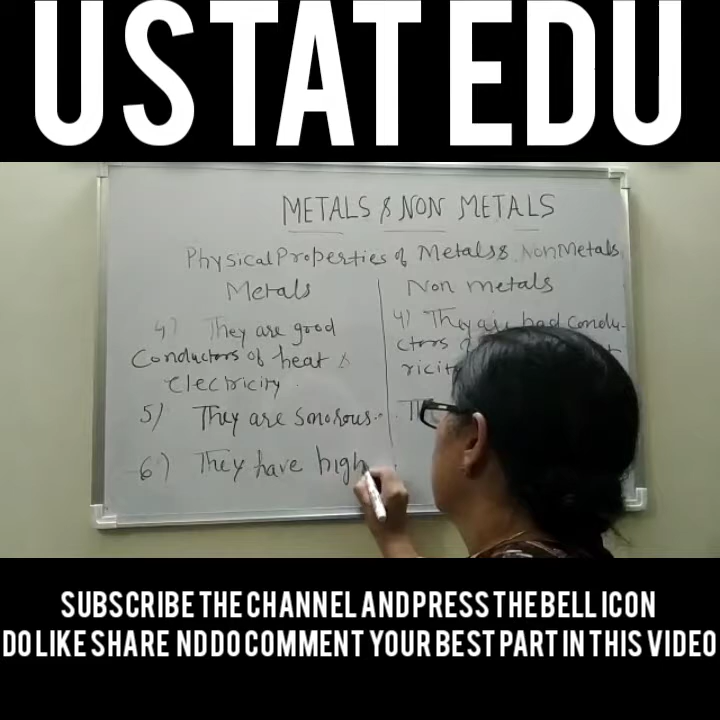 US TAT EDU
METALS & NON METALS
Physical Properties of Metals & Non Metals
Metals
4) They are good
Conductors of heat &
Electricity.
5) They are sonorous.
6) They have high
Non metals
4) They are bad condu-
ctors
ricity
SUBSCRIBE THE CHANNEL AND PRESS THE BELL ICON
DO LIKE SHARE ND DO COMMENT YOUR BEST PART IN THIS VIDEO